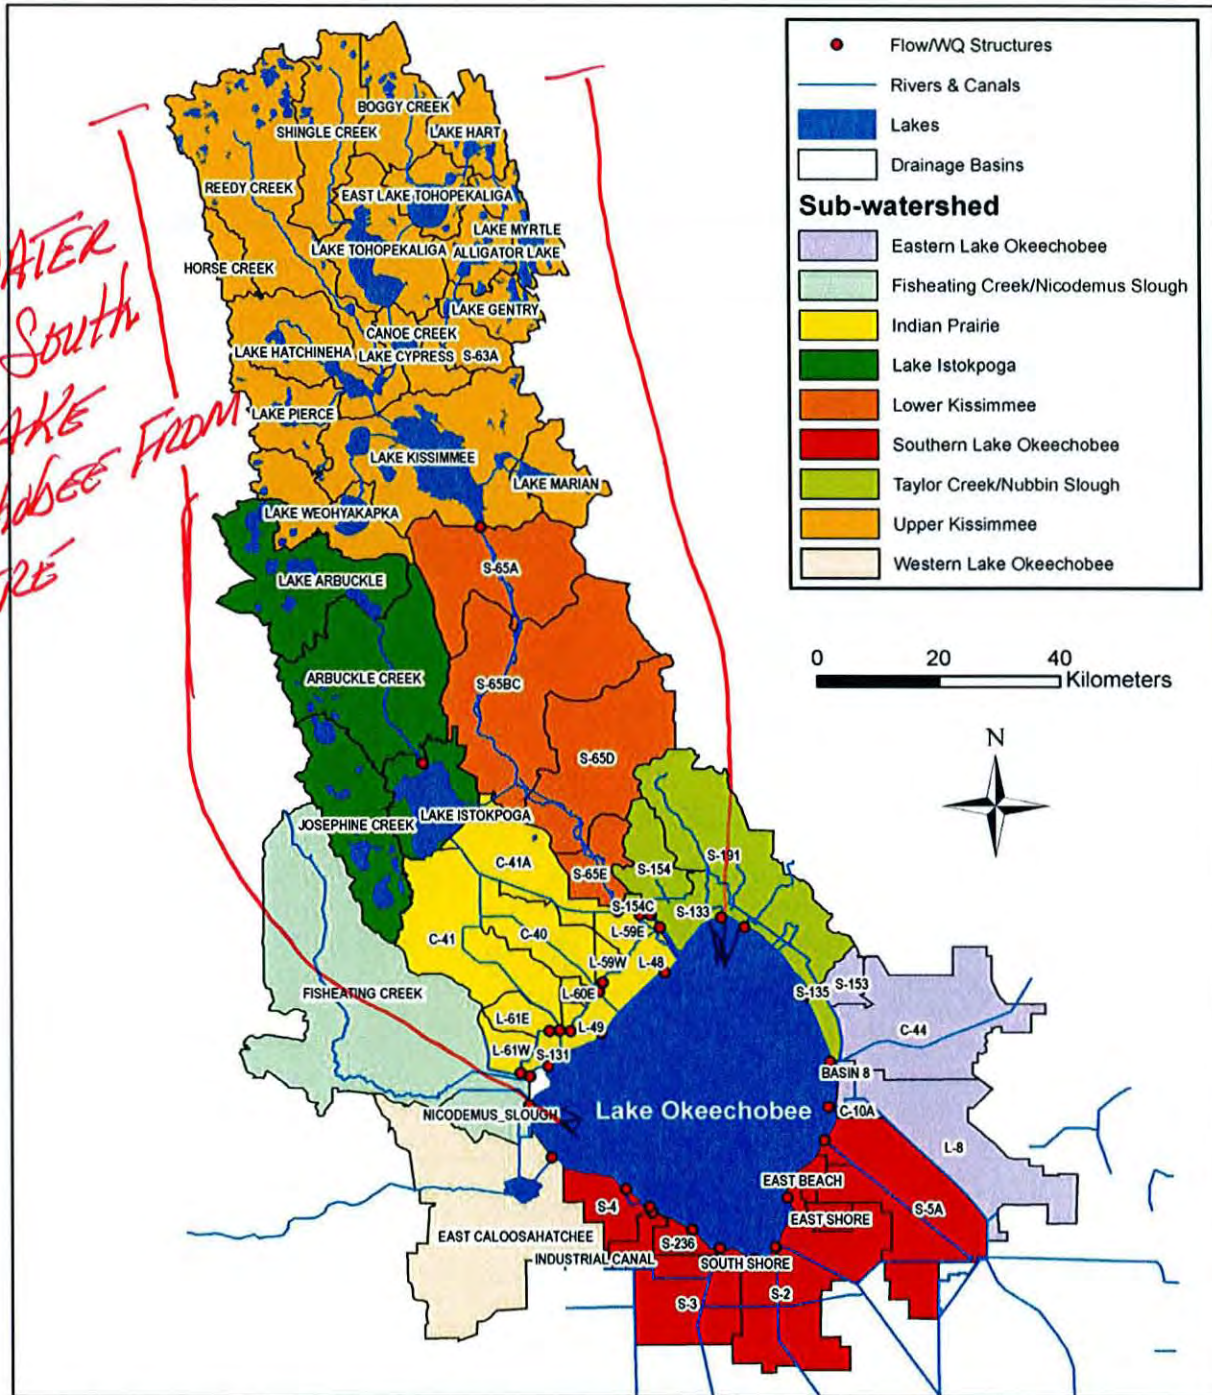 Flow/WQ Structures
Rivers & Canals
Lakes
Drainage Basins
Sub-watershed
Eastern Lake Okeechobee
Fisheating Creek/Nicodemus Slough
Indian Prairie
Lake Istokpoga
Lower Kissimmee
Southern Lake Okeechobee
Taylor Creek/Nubbin Slough
Upper Kissimmee
Western Lake Okeechobee
0 20 40
Kilometers
N
BOGGY CREEK
SHINGLE CREEK
LAKE HART
REEDY CREEK
EAST LAKE TOHOPEKALIGA
LAKE MYRTLE
LAKE TOHOPEKALIGA
ALLIGATOR LAKE
HORSE CREEK
LAKE GENTRY
CANOE CREEK
LAKE HATCHINEHA
LAKE CYPRESS
S-63A
LAKE PIERCE
LAKE KISSIMMEE
LAKE MARIAN
LAKE WEOHYAKAPKA
S-65A
LAKE ARBUCKLE
ARBUCKLE CREEK
S-65BC
S-65D
LAKE ISTOKPOGA
JOSEPHINE CREEK
C-41A
S-65E
S-154
S-191
S-154C
S-133
L-59E
C-41
C-40
L-59W
L-48
L-60E
FISHEATING CREEK
L-61E
L-49
L-61W
S-131
S-135
S-153
C-44
BASIN 8
NICODEMUS_SLOUGH
Lake Okeechobee
C-10A
L-8
EAST BEACH
S-4
EAST SHORE
S-5A
EAST CALOOSAHATCHEE
S-236
INDUSTRIAL CANAL
SOUTH SHORE
S-3
S-2
ATER
South
AKE
obee FROM